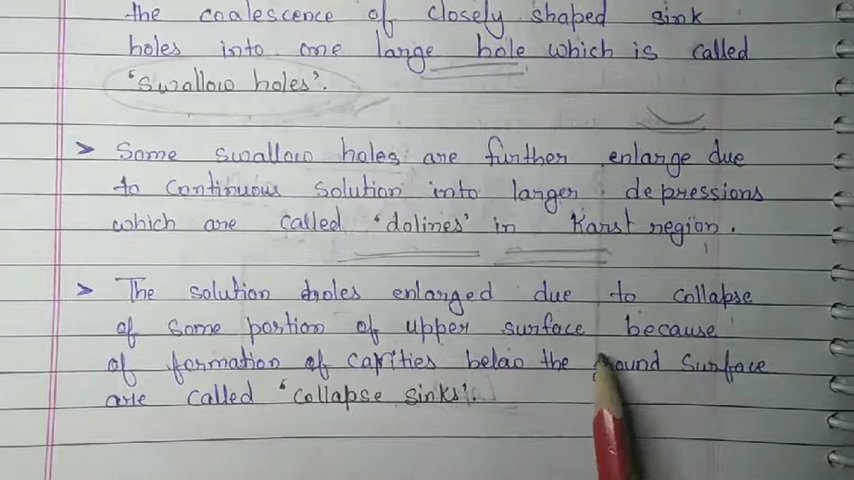 the coalescence of closely shaped sink
holes into one large hole which is called
'swallow holes'.
> Some swallow holes are further enlarge due
to continuous solution into larger depressions
which are called 'dolines' in Karst region.
> The solution holes enlarged due to collapse
of some portion of upper surface because
of formation of cavities below the ground surface
are called 'collapse sinks'.